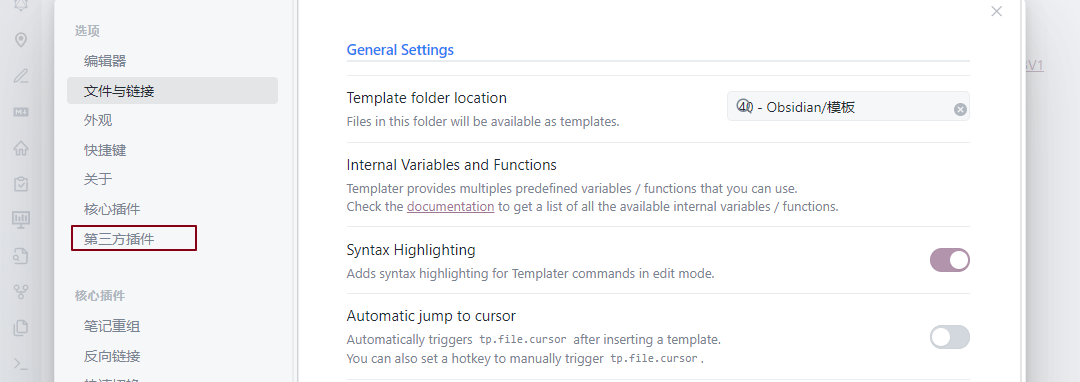 选项
编辑器
文件与链接
外观
快捷键
关于
核心插件
第三方插件
核心插件
笔记重组
反向链接
General Settings
Template folder location
Files in this folder will be available as templates.
40 - Obsidian/模板
Internal Variables and Functions
Templater provides multiples predefined variables / functions that you can use.
Check the documentation to get a list of all the available internal variables / functions.
Syntax Highlighting
Adds syntax highlighting for Templater commands in edit mode.
Automatic jump to cursor
Automatically triggers tp.file.cursor after inserting a template.
You can also set a hotkey to manually trigger tp.file.cursor.